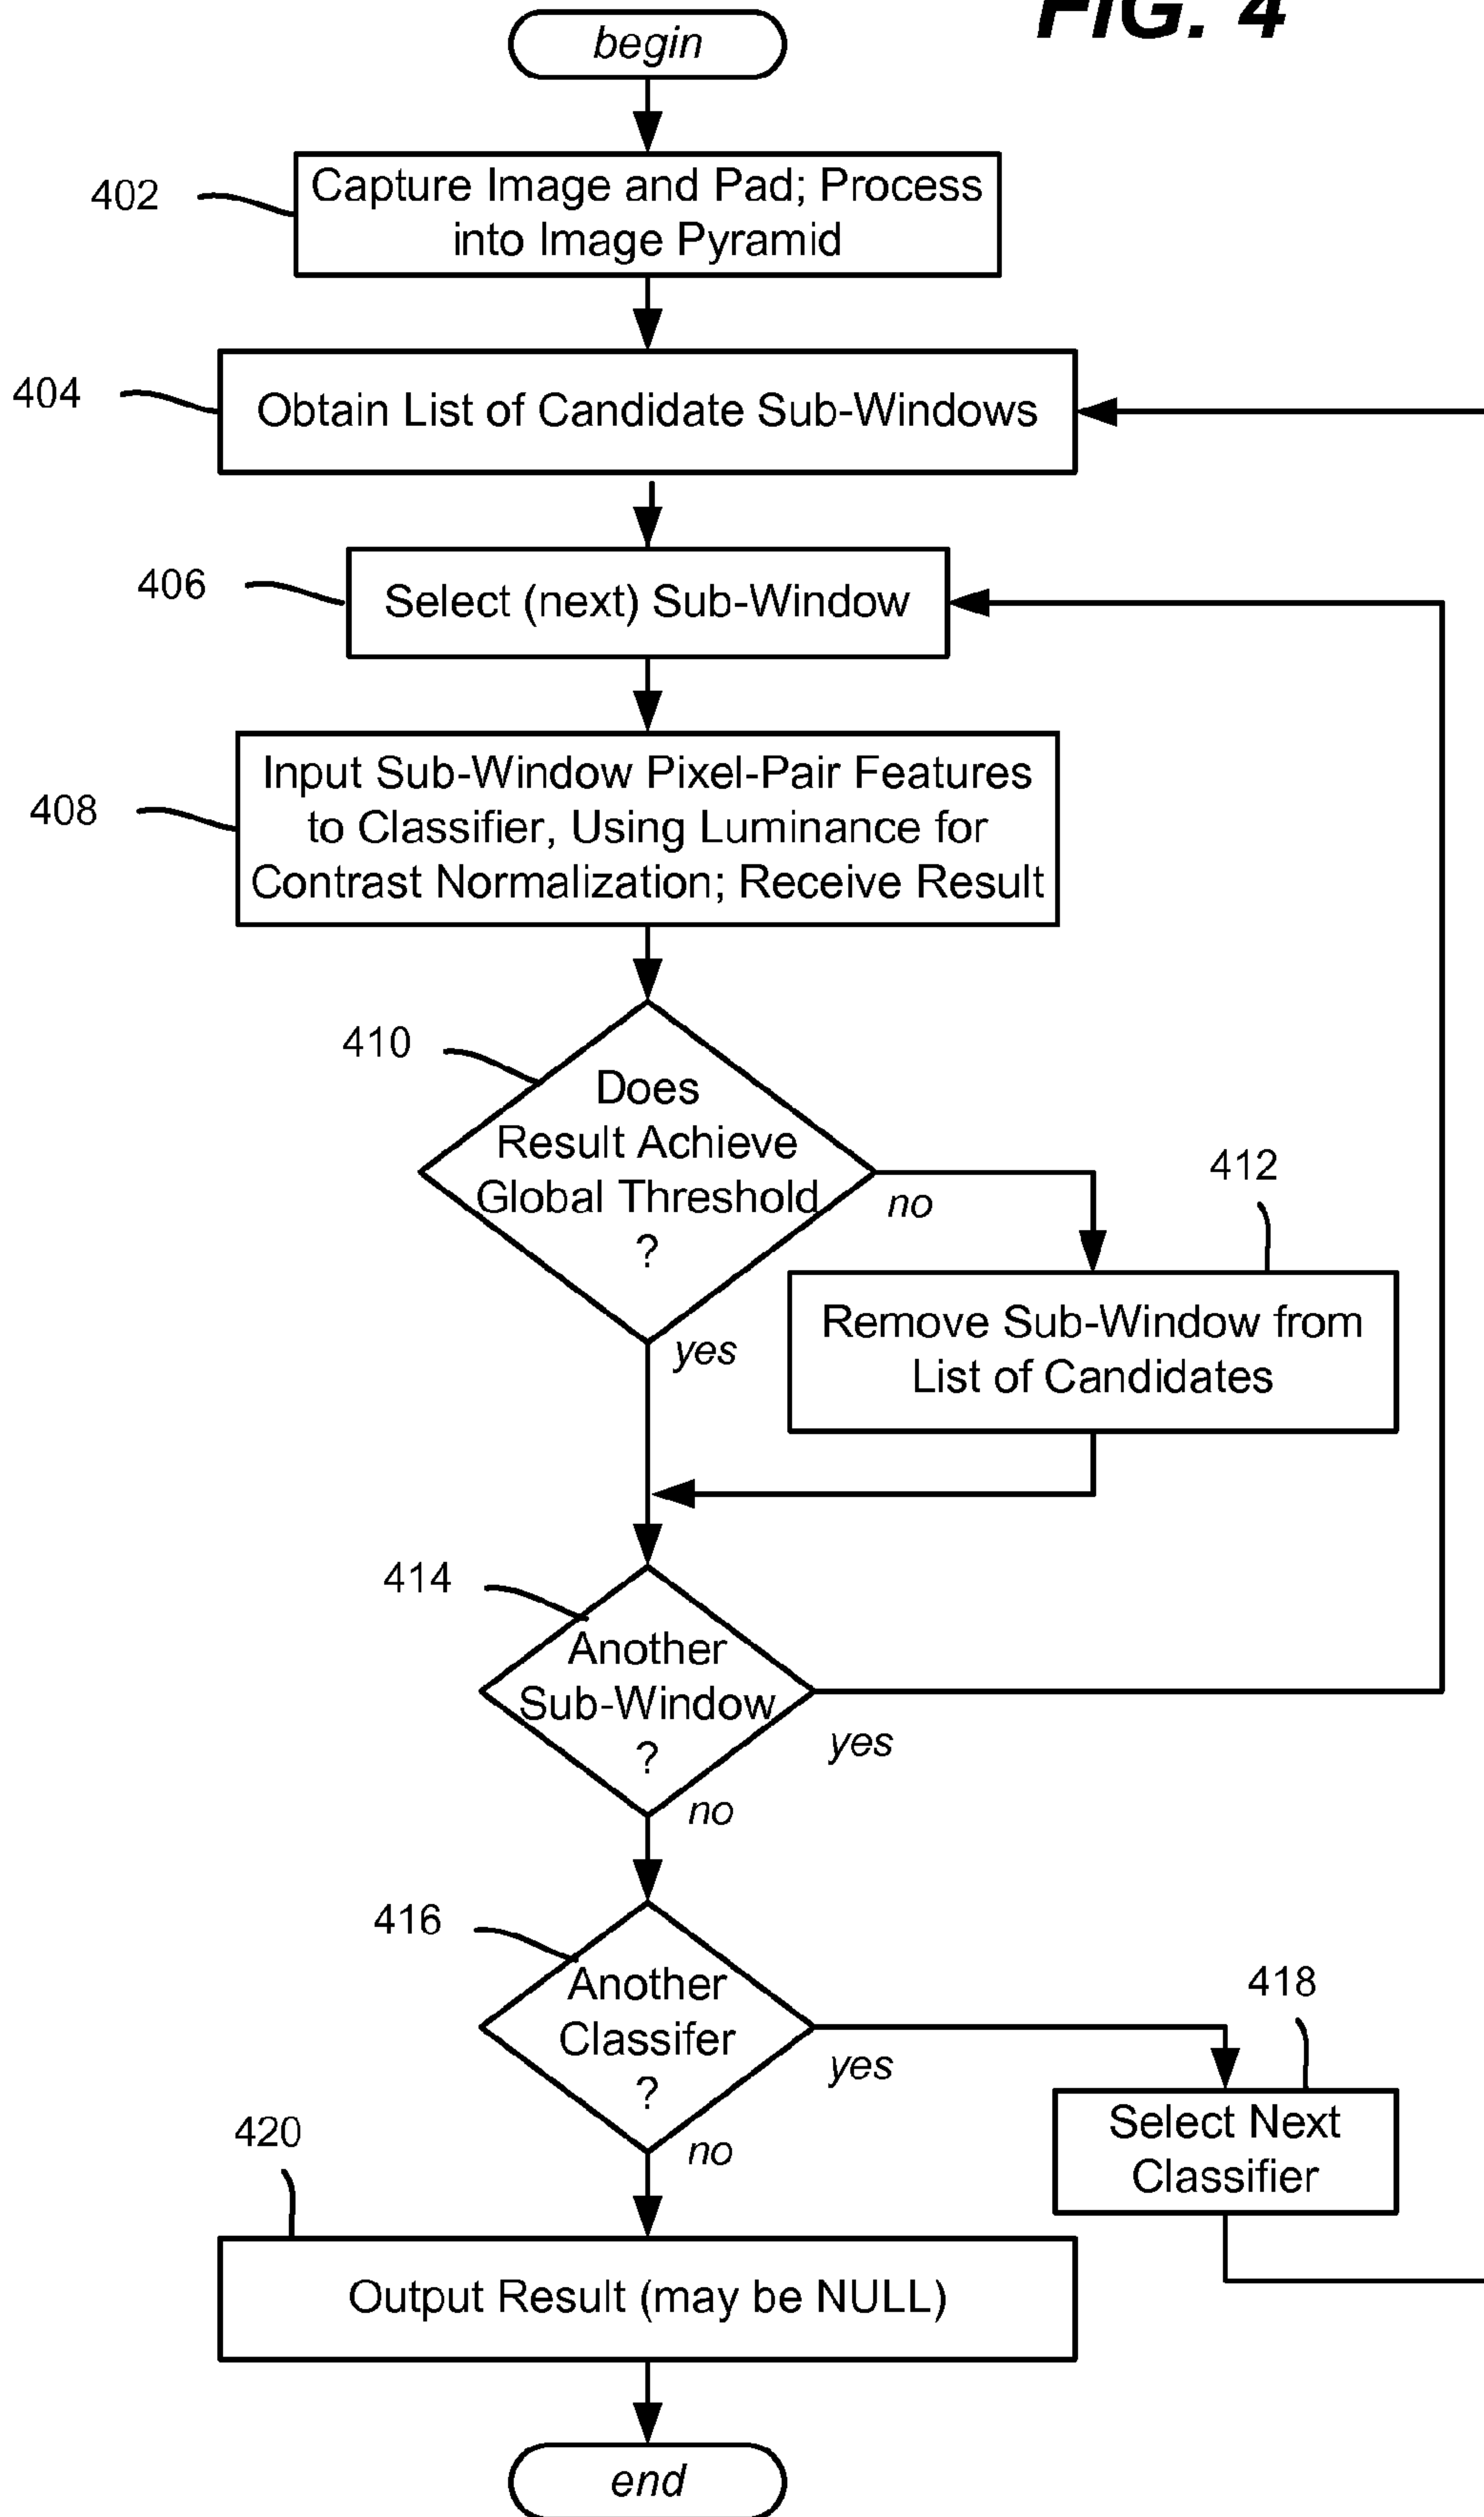 FIG. 4
begin
402
Capture Image and Pad; Process
into Image Pyramid
404
Obtain List of Candidate Sub-Windows
406
Select (next) Sub-Window
408
Input Sub-Window Pixel-Pair Features
to Classifier, Using Luminance for
Contrast Normalization; Receive Result
410
Does
Result Achieve
Global Threshold
?
no
yes
412
Remove Sub-Window from
List of Candidates
414
Another
Sub-Window
?
yes
no
416
Another
Classifer
?
yes
no
418
Select Next
Classifier
420
Output Result (may be NULL)
end